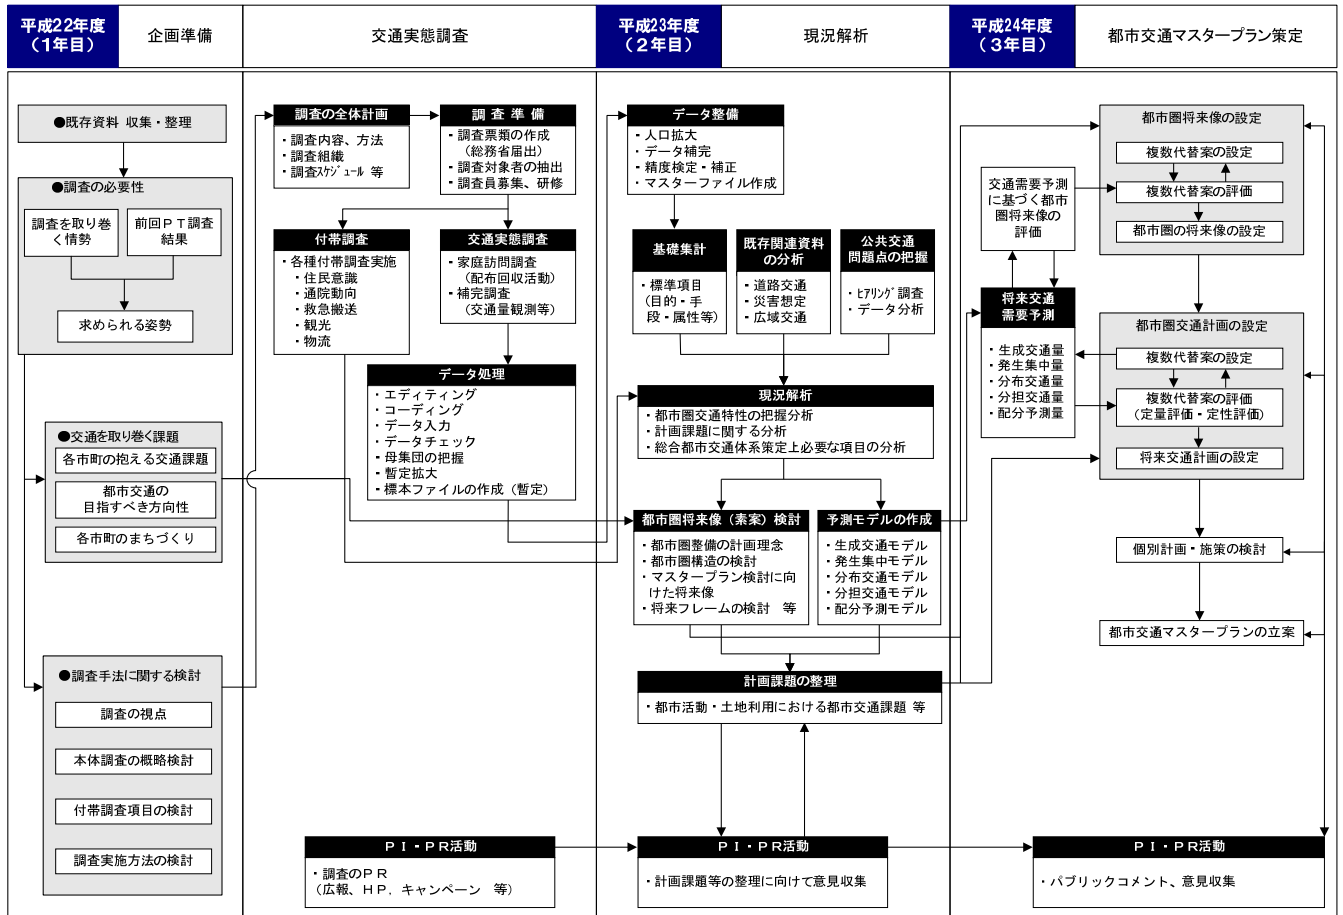 平成22年度
（1年目）
企画準備
交通実態調査
平成23年度
（2年目）
現況解析
平成24年度
（3年目）
都市交通マスタープラン策定
●既存資料 収集・整理
●調査の必要性
調査を取り巻
く情勢
前回ＰＴ調査
結果
求められる姿勢
●交通を取り巻く課題
各市町の抱える交通課題
都市交通の
目指すべき方向性
各市町のまちづくり
●調査手法に関する検討
調査の視点
本体調査の概略検討
付帯調査項目の検討
調査実施方法の検討
調査の全体計画
・調査内容、方法
・調査組織
・調査ｽｹｼﾞｭｰﾙ 等
調 査 準 備
・調査票類の作成
（総務省届出）
・調査対象者の抽出
・調査員募集、研修
付帯調査
・各種付帯調査実施
・住民意識
・通院動向
・救急搬送
・観光
・物流
交通実態調査
・家庭訪問調査
（配布回収活動）
・補完調査
（交通量観測等）
データ処理
・エディティング
・コーディング
・データ入力
・データチェック
・母集団の把握
・暫定拡大
・標本ファイルの作成（暫定）
ＰＩ・ＰＲ活動
・調査のＰＲ
（広報、ＨＰ，キャンペーン 等）
データ整備
・人口拡大
・データ補完
・精度検定・補正
・マスターファイル作成
基礎集計
・標準項目
（目的・手
段・属性等）
既存関連資料
の分析
・道路交通
・災害想定
・広域交通
公共交通
問題点の把握
・ﾋｱﾘﾝｸﾞ調査
・データ分析
現況解析
・都市圏交通特性の把握分析
・計画課題に関する分析
・総合都市交通体系策定上必要な項目の分析
都市圏将来像（素案）検討
・都市圏整備の計画理念
・都市圏構造の検討
・マスタープラン検討に向
けた将来像
・将来フレームの検討 等
予測モデルの作成
・生成交通モデル
・発生集中モデル
・分布交通モデル
・分担交通モデル
・配分予測モデル
計画課題の整理
・都市活動・土地利用における都市交通課題 等
ＰＩ・ＰＲ活動
・計画課題等の整理に向けて意見収集
交通需要予測
に基づく都市
圏将来像の
評価
将来交通
需要予測
・生成交通量
・発生集中量
・分布交通量
・分担交通量
・配分予測量
都市圏将来像の設定
複数代替案の設定
複数代替案の評価
都市圏の将来像の設定
都市圏交通計画の設定
複数代替案の設定
複数代替案の評価
（定量評価・定性評価）
将来交通計画の設定
個別計画・施策の検討
都市交通マスタープランの立案
ＰＩ・ＰＲ活動
・パブリックコメント、意見収集